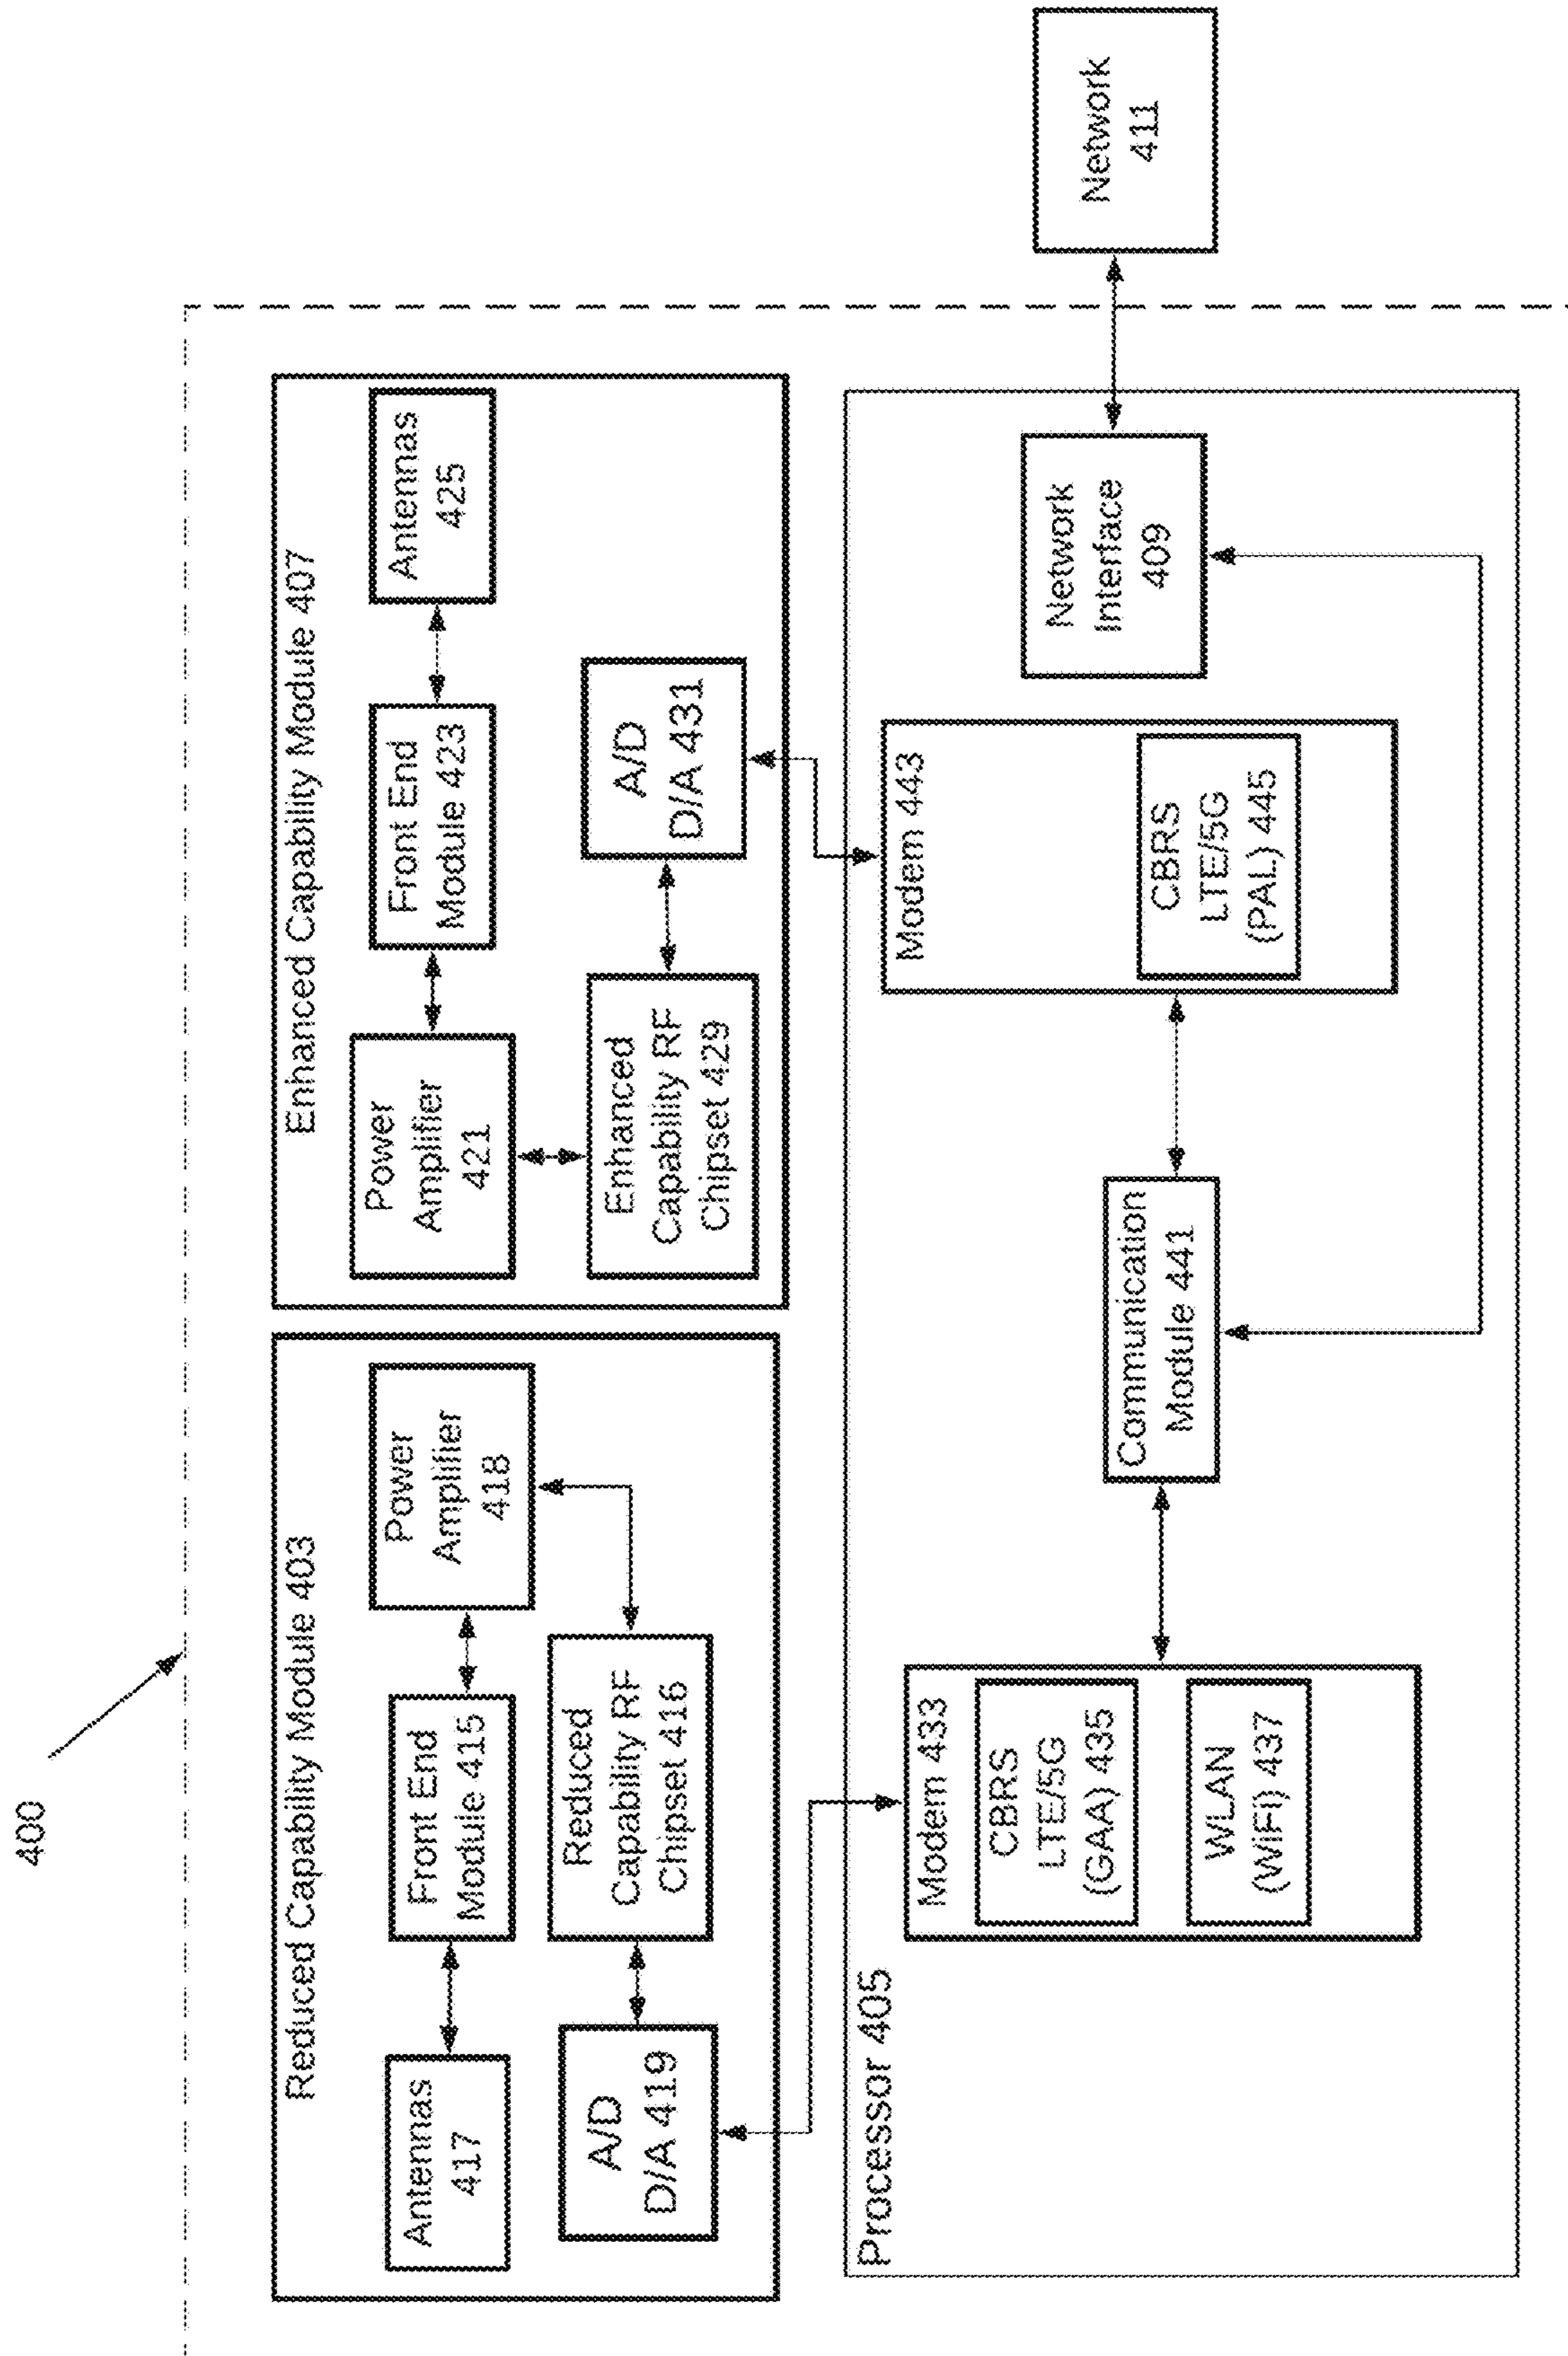 400
Reduced Capability Module 403
Antennas
417
Front End
Module 415
Power
Amplifier
418
A/D
D/A 419
Reduced
Capability RF
Chipset 416
Enhanced Capability Module 407
Power
Amplifier
421
Front End
Module 423
Antennas
425
Enhanced
Capability RF
Chipset 429
A/D
D/A 431
Processor 405
Modem 433
CBRS
LTE/5G
(GAA) 435
WLAN
(WiFi) 437
Communication
Module 441
Modem 443
CBRS
LTE/5G
(PAL) 445
Network
Interface
409
Network
411